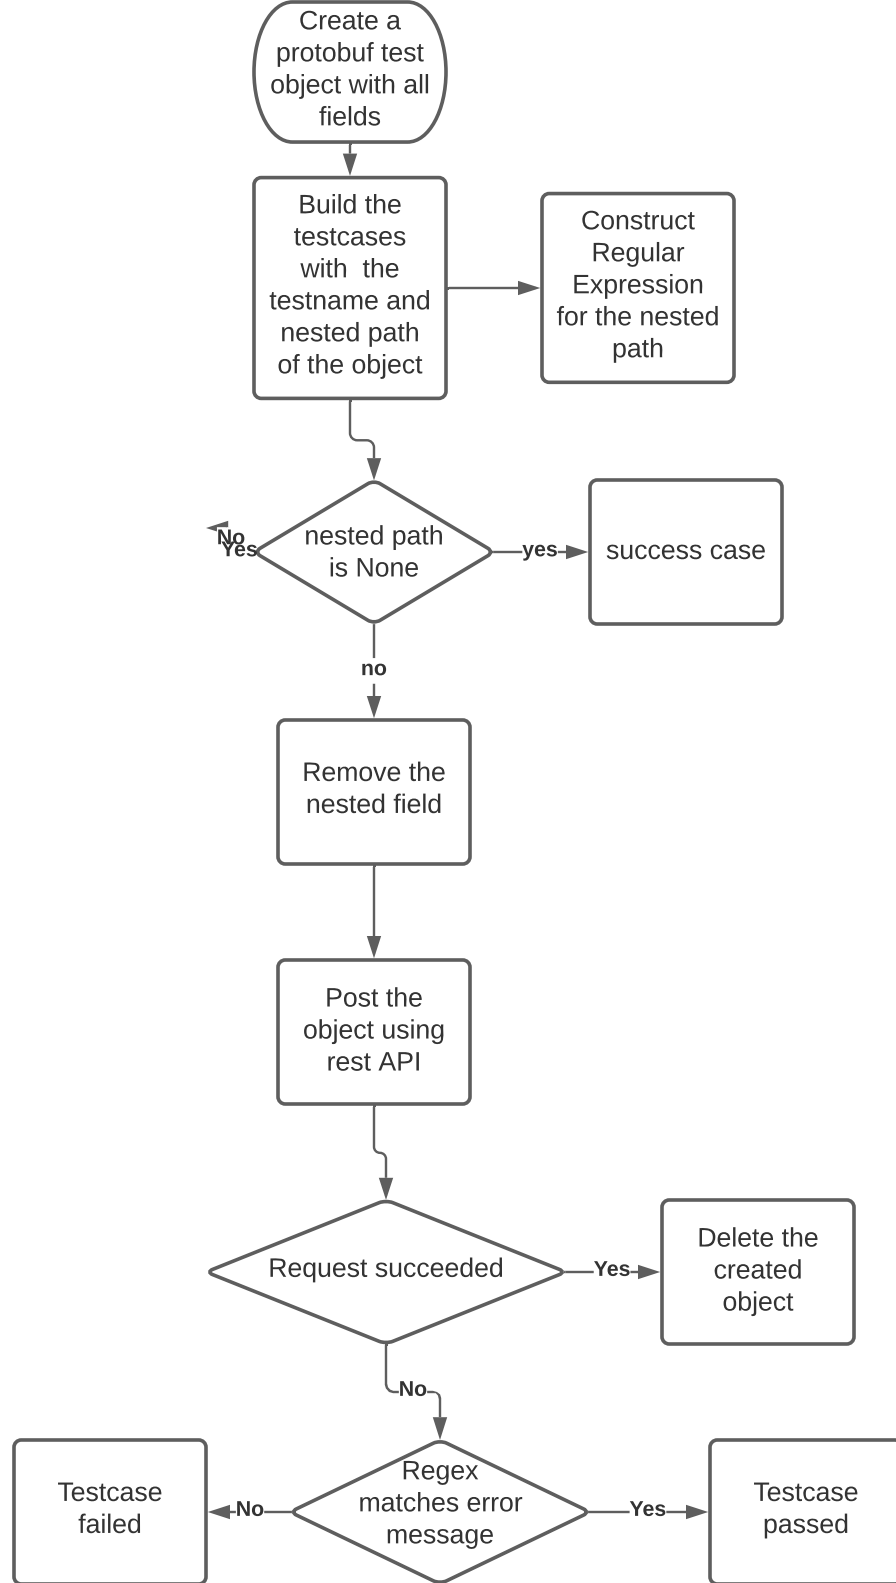 Create a
protobuf test
object with all
fields
Build the
testcases
with  the
testname and
nested path
of the object
Construct
Regular
Expression
for the nested
path
nested path
is None
No
Yes
yes
success case
no
Remove the
nested field
Post the
object using
rest API
Request succeeded
Yes
Delete the
created
object
No
Regex
matches error
message
No
Testcase
failed
Yes
Testcase
passed